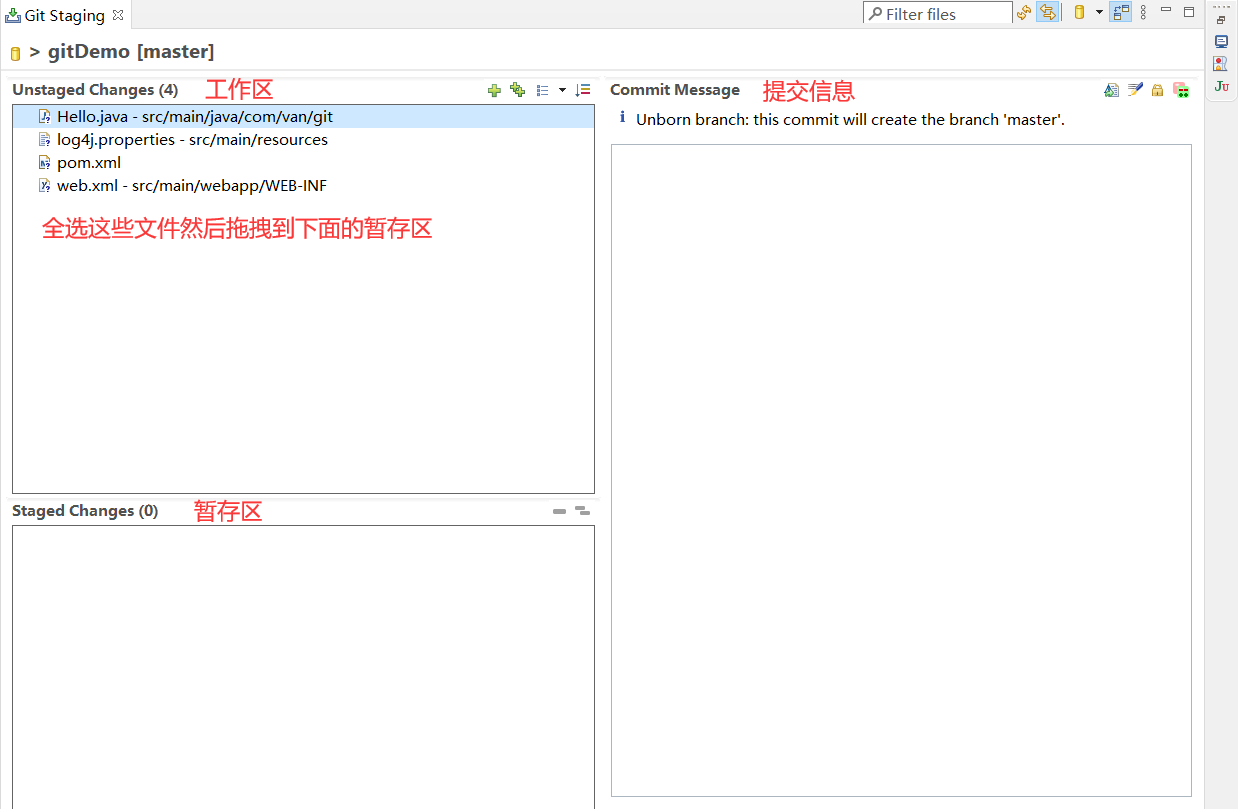 Git Staging
Filter files
> gitDemo [master]
Unstaged Changes (4) 工作区
Hello.java - src/main/java/com/van/git
log4j.properties - src/main/resources
pom.xml
web.xml - src/main/webapp/WEB-INF
全选这些文件然后拖拽到下面的暂存区
Staged Changes (0) 暂存区
Commit Message 提交信息
Unborn branch: this commit will create the branch 'master'.